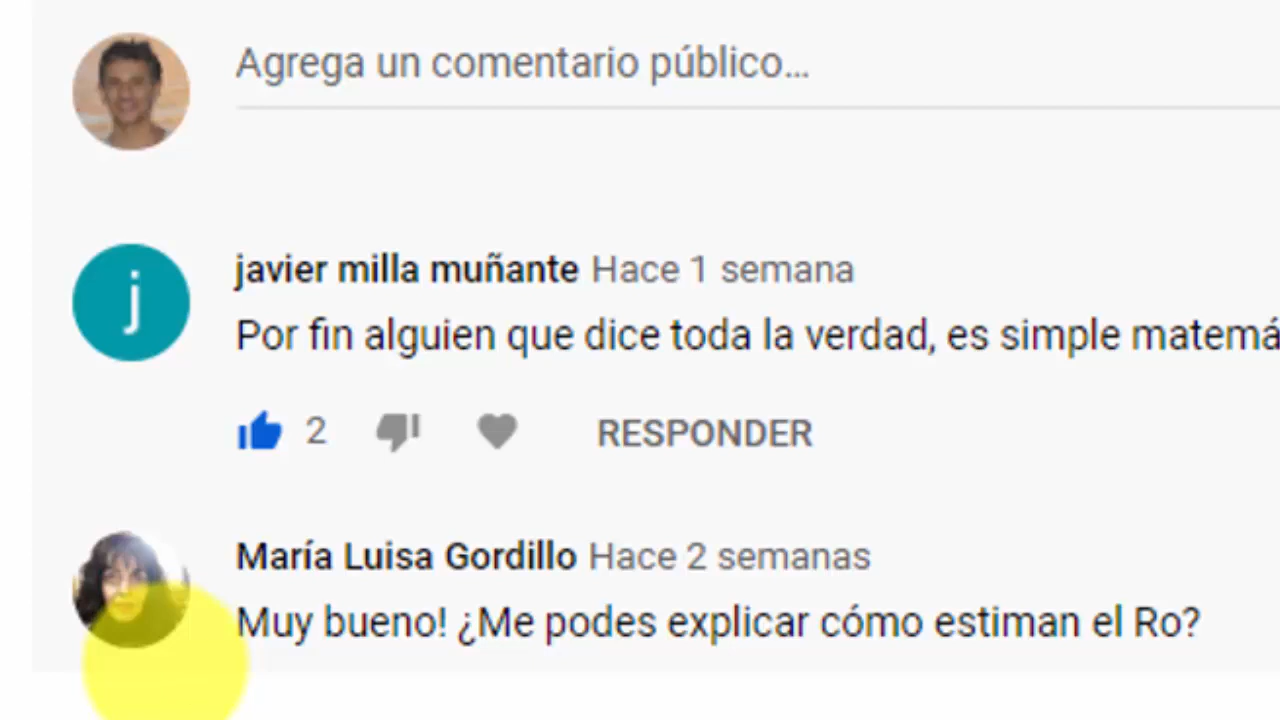 Agrega un comentario público...
j
javier milla muñante Hace 1 semana
Por fin alguien que dice toda la verdad, es simple matemá
2
RESPONDER
María Luisa Gordillo Hace 2 semanas
Muy bueno! ¿Me podes explicar cómo estiman el Ro?